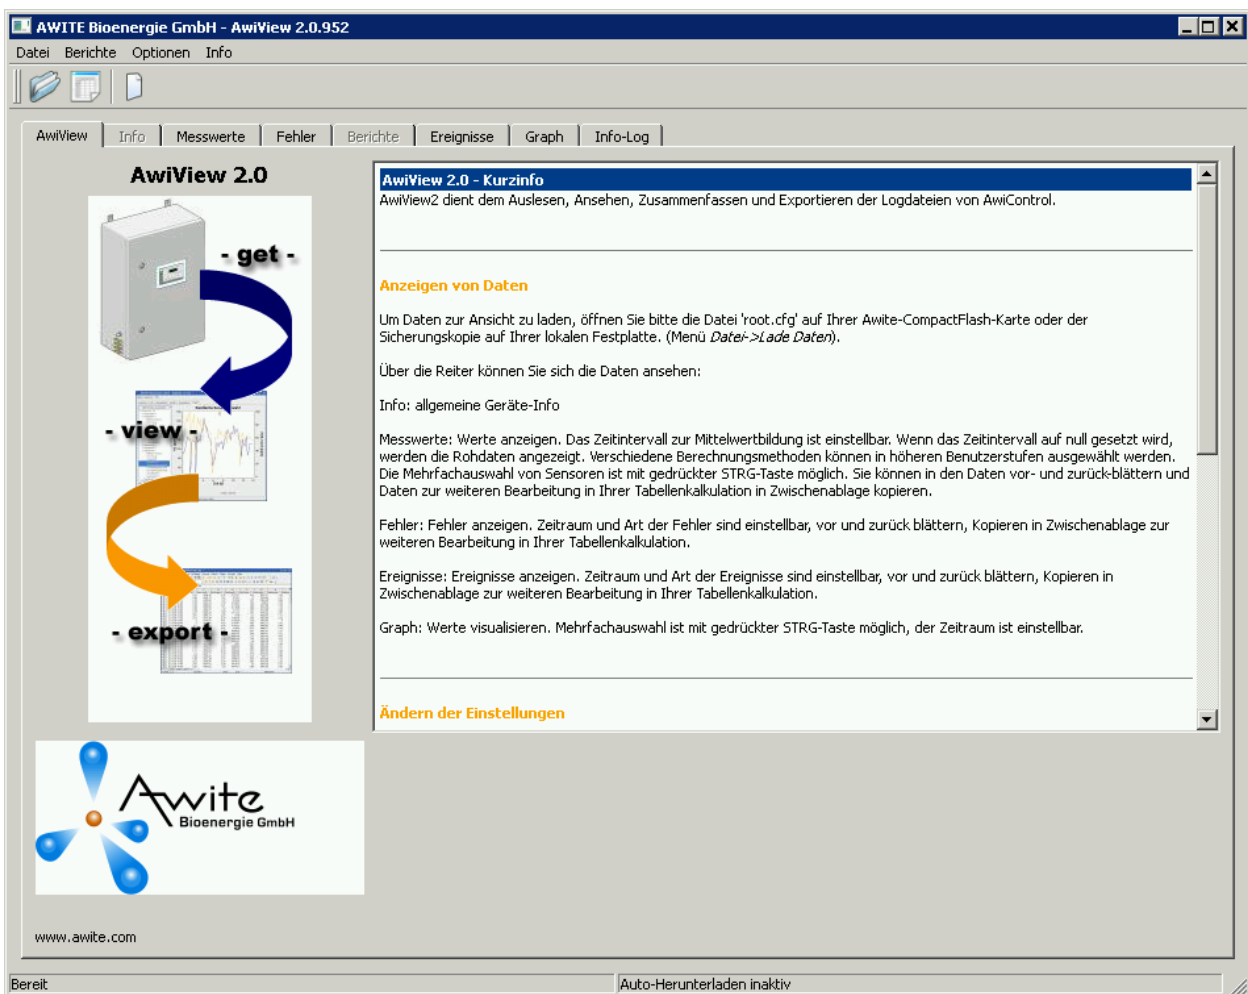 AWITE Bioenergie GmbH - AwiView 2.0.952
Datei Berichte Optionen Info
AwiView Info Messwerte Fehler Berichte Ereignisse Graph Info-Log
AwiView 2.0
- get -
- view -
- export -
Awite
Bioenergie GmbH
www.awite.com
AwiView 2.0 - Kurzinfo
AwiView2 dient dem Auslesen, Ansehen, Zusammenfassen und Exportieren der Logdateien von AwiControl.
Anzeigen von Daten
Um Daten zur Ansicht zu laden, öffnen Sie bitte die Datei 'root.cfg' auf Ihrer Awite-CompactFlash-Karte oder der
Sicherungskopie auf Ihrer lokalen Festplatte. (Menü Datei->Lade Daten).
Über die Reiter können Sie sich die Daten ansehen:
Info: allgemeine Geräte-Info
Messwerte: Werte anzeigen. Das Zeitintervall zur Mittelwertbildung ist einstellbar. Wenn das Zeitintervall auf null gesetzt wird,
werden die Rohdaten angezeigt. Verschiedene Berechnungsmethoden können in höheren Benutzerstufen ausgewählt werden.
Die Mehrfachauswahl von Sensoren ist mit gedrückter STRG-Taste möglich. Sie können in den Daten vor- und zurück-blättern und
Daten zur weiteren Bearbeitung in Ihrer Tabellenkalkulation in Zwischenablage kopieren.
Fehler: Fehler anzeigen. Zeitraum und Art der Fehler sind einstellbar, vor und zurück blättern, Kopieren in Zwischenablage zur
weiteren Bearbeitung in Ihrer Tabellenkalkulation.
Ereignisse: Ereignisse anzeigen. Zeitraum und Art der Ereignisse sind einstellbar, vor und zurück blättern, Kopieren in
Zwischenablage zur weiteren Bearbeitung in Ihrer Tabellenkalkulation.
Graph: Werte visualisieren. Mehrfachauswahl ist mit gedrückter STRG-Taste möglich, der Zeitraum ist einstellbar.
Ändern der Einstellungen
Bereit
Auto-Herunterladen inaktiv